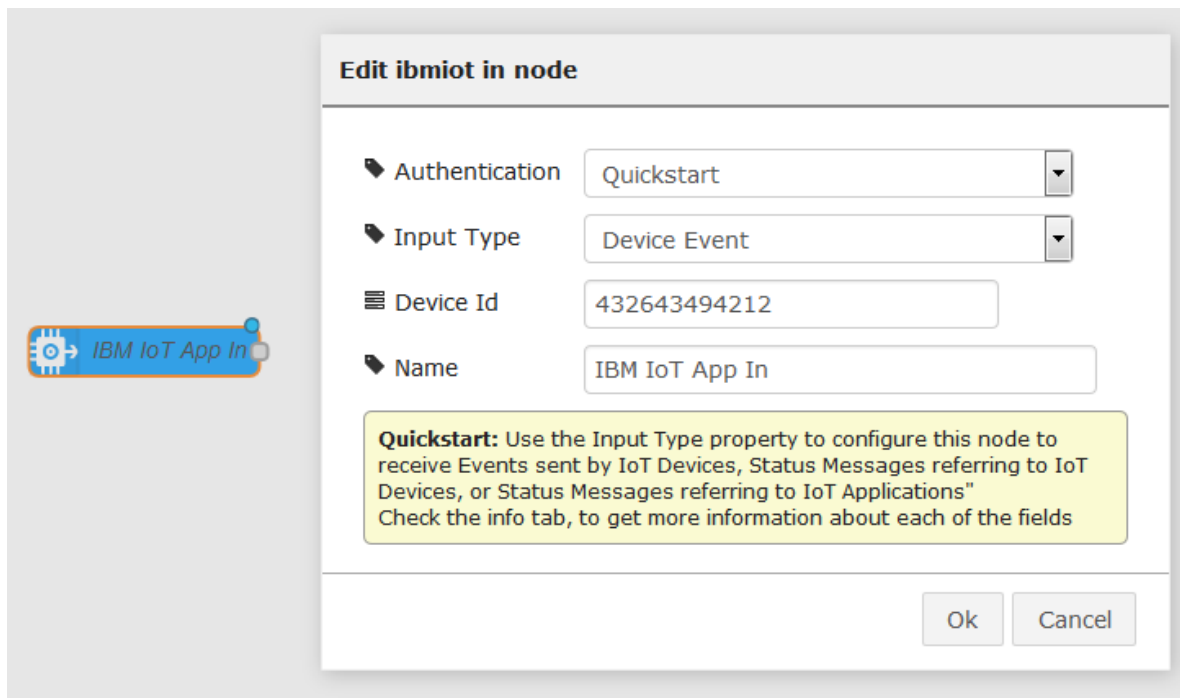 Edit ibmiot in node
Authentication
Quickstart
Input Type
Device Event
Device Id
432643494212
IBM IoT App In
Name
IBM IoT App In
Quickstart: Use the Input Type property to configure this node to
receive Events sent by IoT Devices, Status Messages referring to IoT
Devices, or Status Messages referring to IoT Applications"
Check the info tab, to get more information about each of the fields
Ok
Cancel